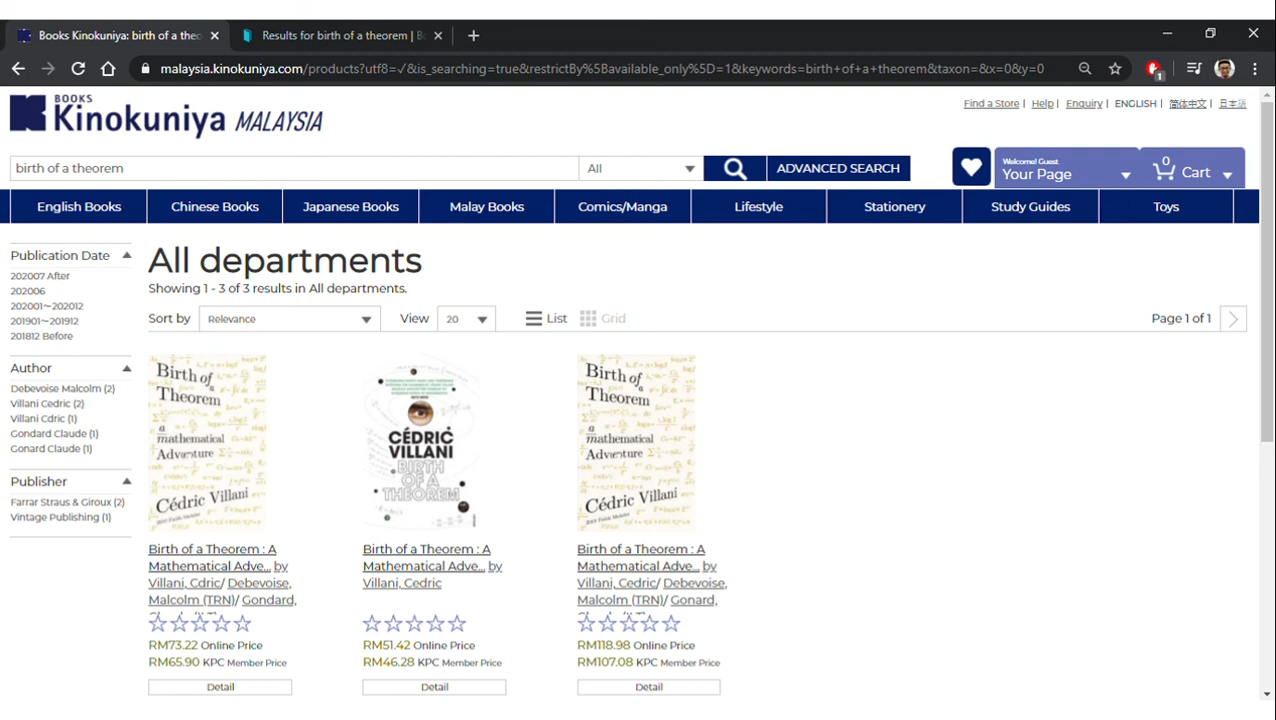 Books Kinokuniya: birth of a theo
Results for birth of a theorem | Bo
malaysia.kinokuniya.com/products?utf8=✓&is_searching=true&restrictBy%5Bavailable_only%5D=1&keywords=birth+of+a+theorem&taxon=&x=0&y=0
1
BOOKS
Kinokuniya MALAYSIA
Find a Store | Help | Enquiry | ENGLISH | 简体中文 | 日本語
birth of a theorem
All
ADVANCED SEARCH
Welcome! Guest
Your Page
0
Cart
English Books
Chinese Books
Japanese Books
Malay Books
Comics/Manga
Lifestyle
Stationery
Study Guides
Toys
Publication Date
202007 After
202006
202001～202012
201901～201912
201812 Before
Author
Debevoise Malcolm (2)
Villani Cedric (2)
Villani Cdric (1)
Gondard Claude (1)
Gonard Claude (1)
Publisher
Farrar Straus & Giroux (2)
Vintage Publishing (1)
All departments
Showing 1 - 3 of 3 results in All departments.
Sort by
Relevance
View
20
List
Grid
Page 1 of 1
Birth of
a
Theorem
a
mathematical
Adventure
Cédric Villani
CÉDRIC
VILLANI
BIRTH
OF A
THEOREM
Birth of
a
Theorem
a
mathematical
Adventure
Cédric Villani
Birth of a Theorem : A
Mathematical Adve... by
Villani, Cdric/ Debevoise,
Malcolm (TRN)/ Gondard,
RM73.22 Online Price
RM65.90 KPC Member Price
Detail
Birth of a Theorem : A
Mathematical Adve... by
Villani, Cedric
RM51.42 Online Price
RM46.28 KPC Member Price
Detail
Birth of a Theorem : A
Mathematical Adve... by
Villani, Cedric/ Debevoise,
Malcolm (TRN)/ Gonard,
RM118.98 Online Price
RM107.08 KPC Member Price
Detail